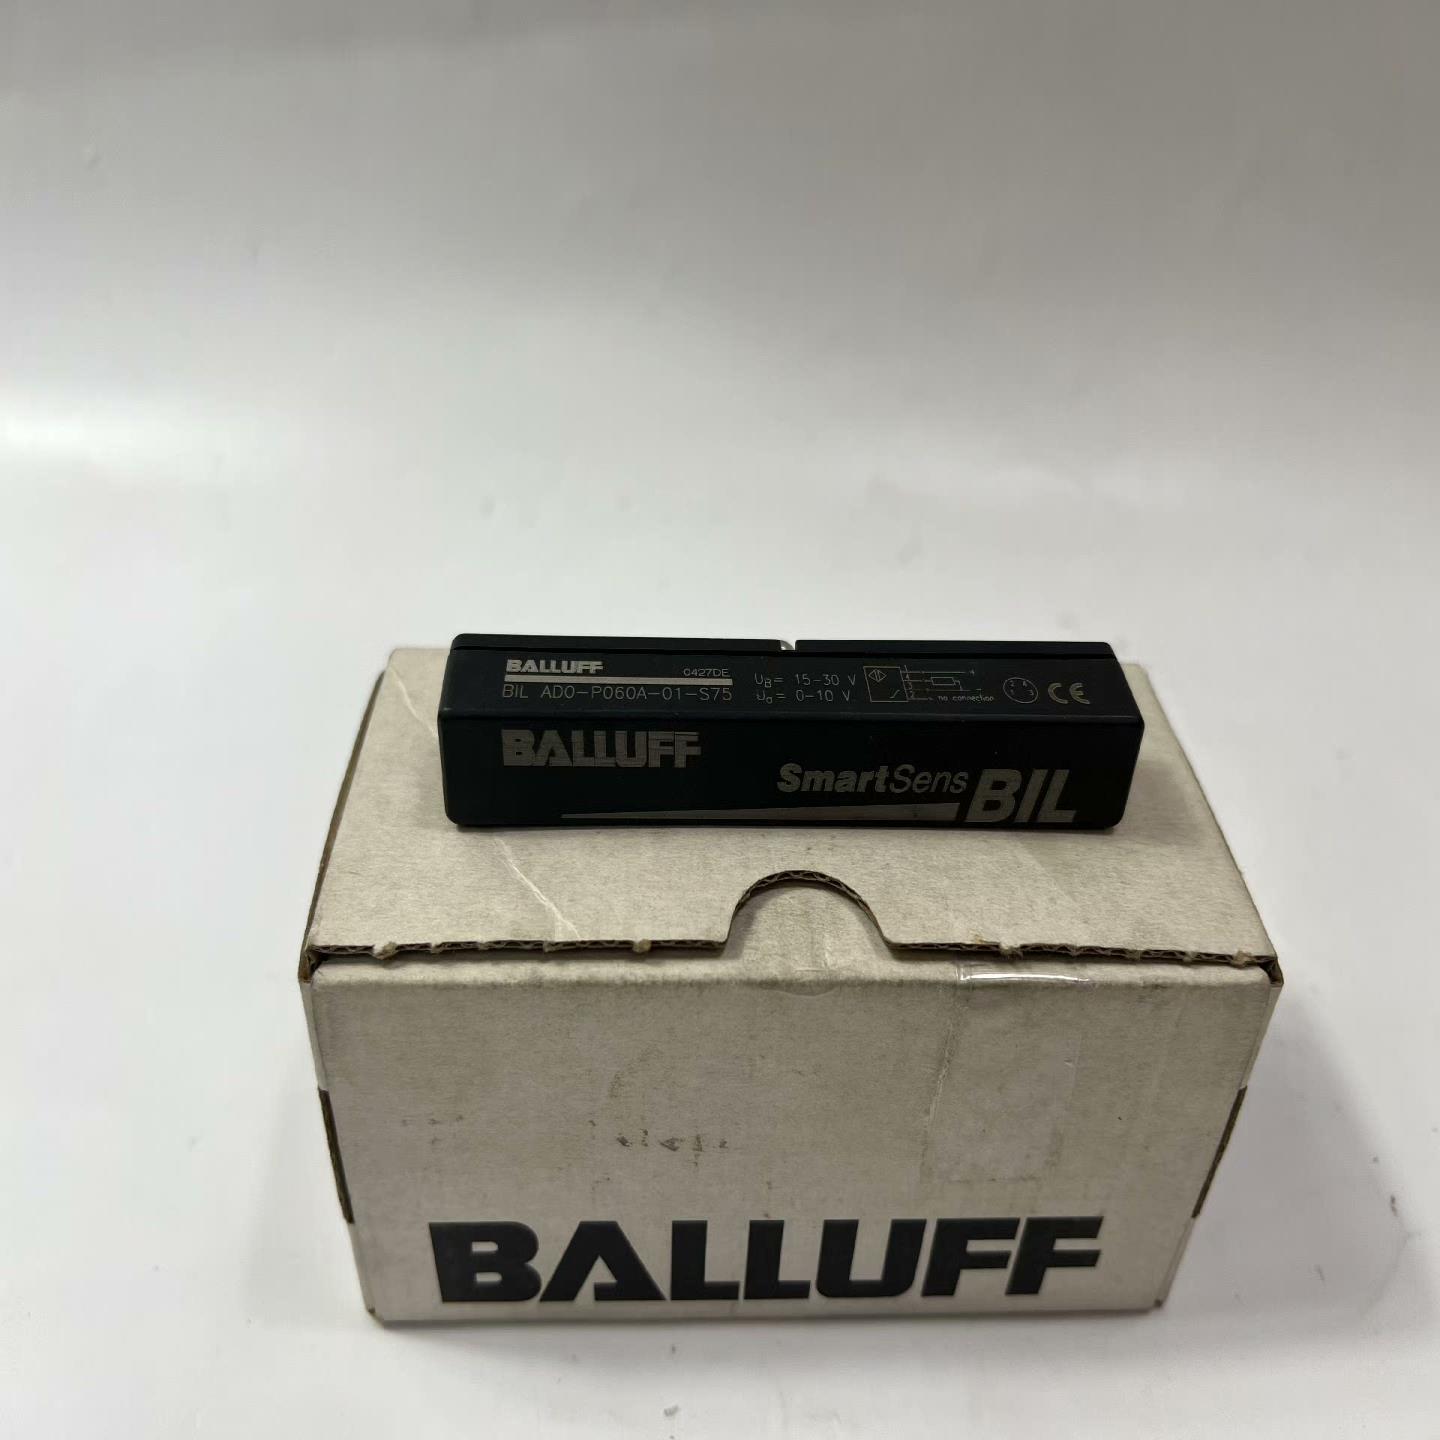 BALLUFF C427DE
BIL AD0-P060A-01-S75
UB= 15-30 V
Ua= 0-10 V
no connection
CE
BALLUFF
SmartSens BIL
BALLUFF